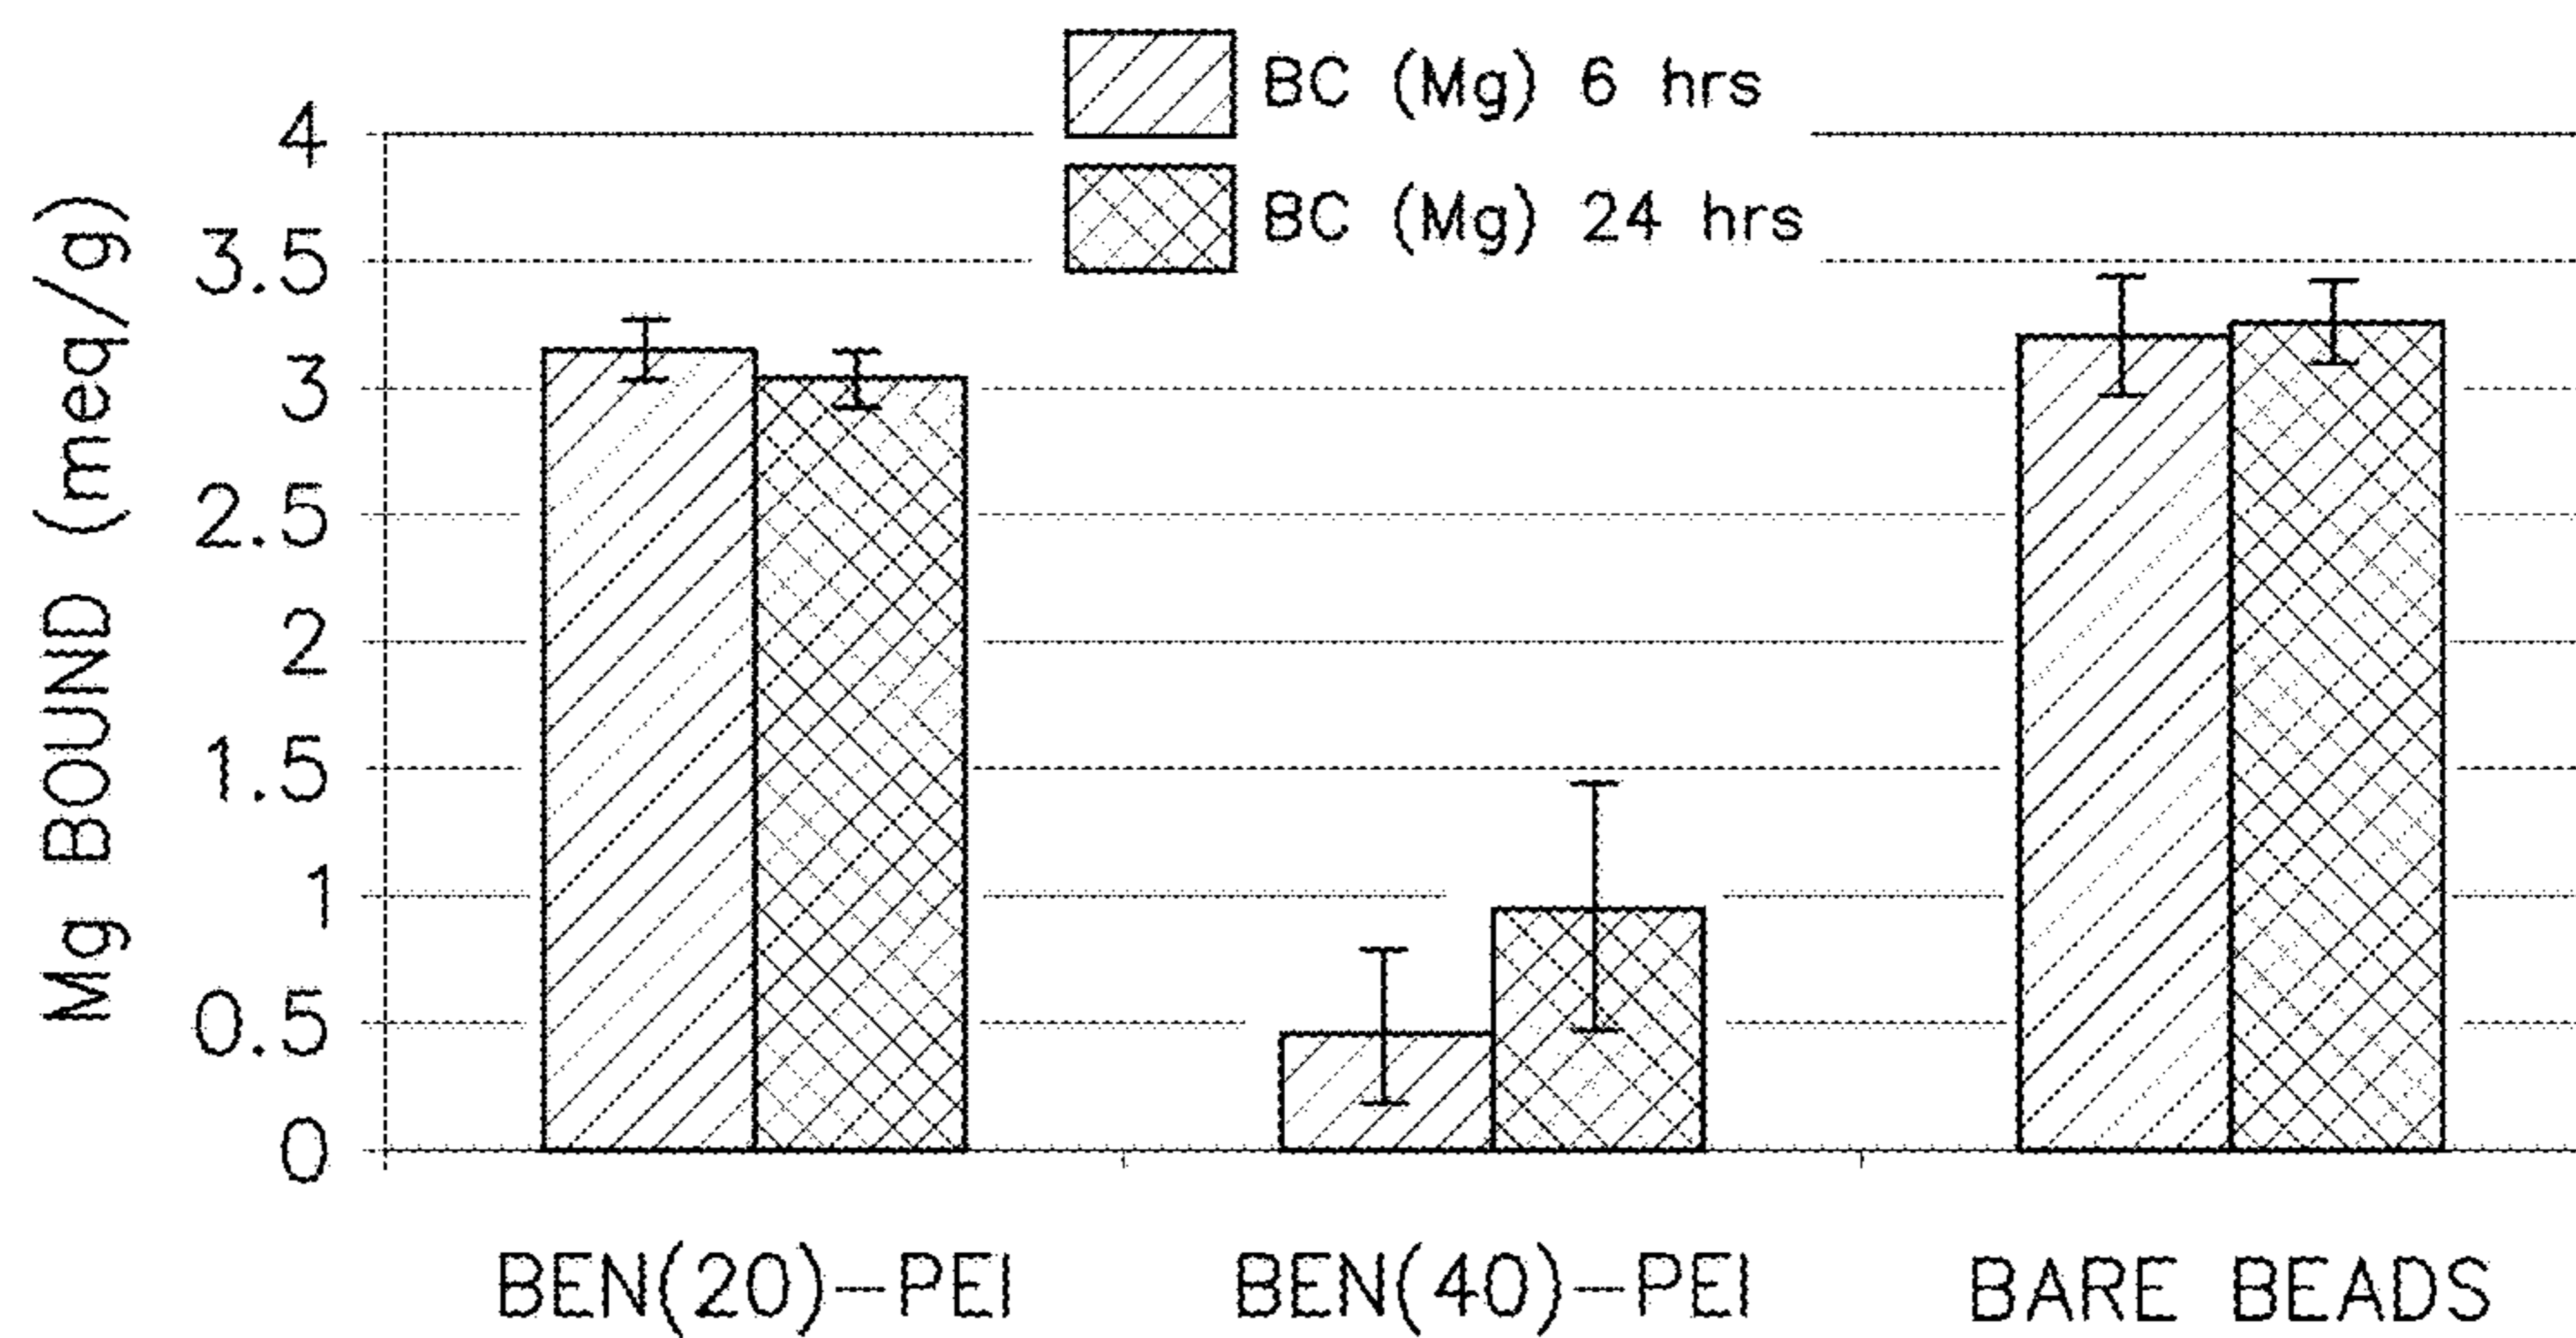 BC (Mg) 6 hrs
BC (Mg) 24 hrs
Mg BOUND (meq/g)
4
3.5
3
2.5
2
1.5
1
0.5
0
BEN(20)-PEI BEN(40)-PEI BARE BEADS